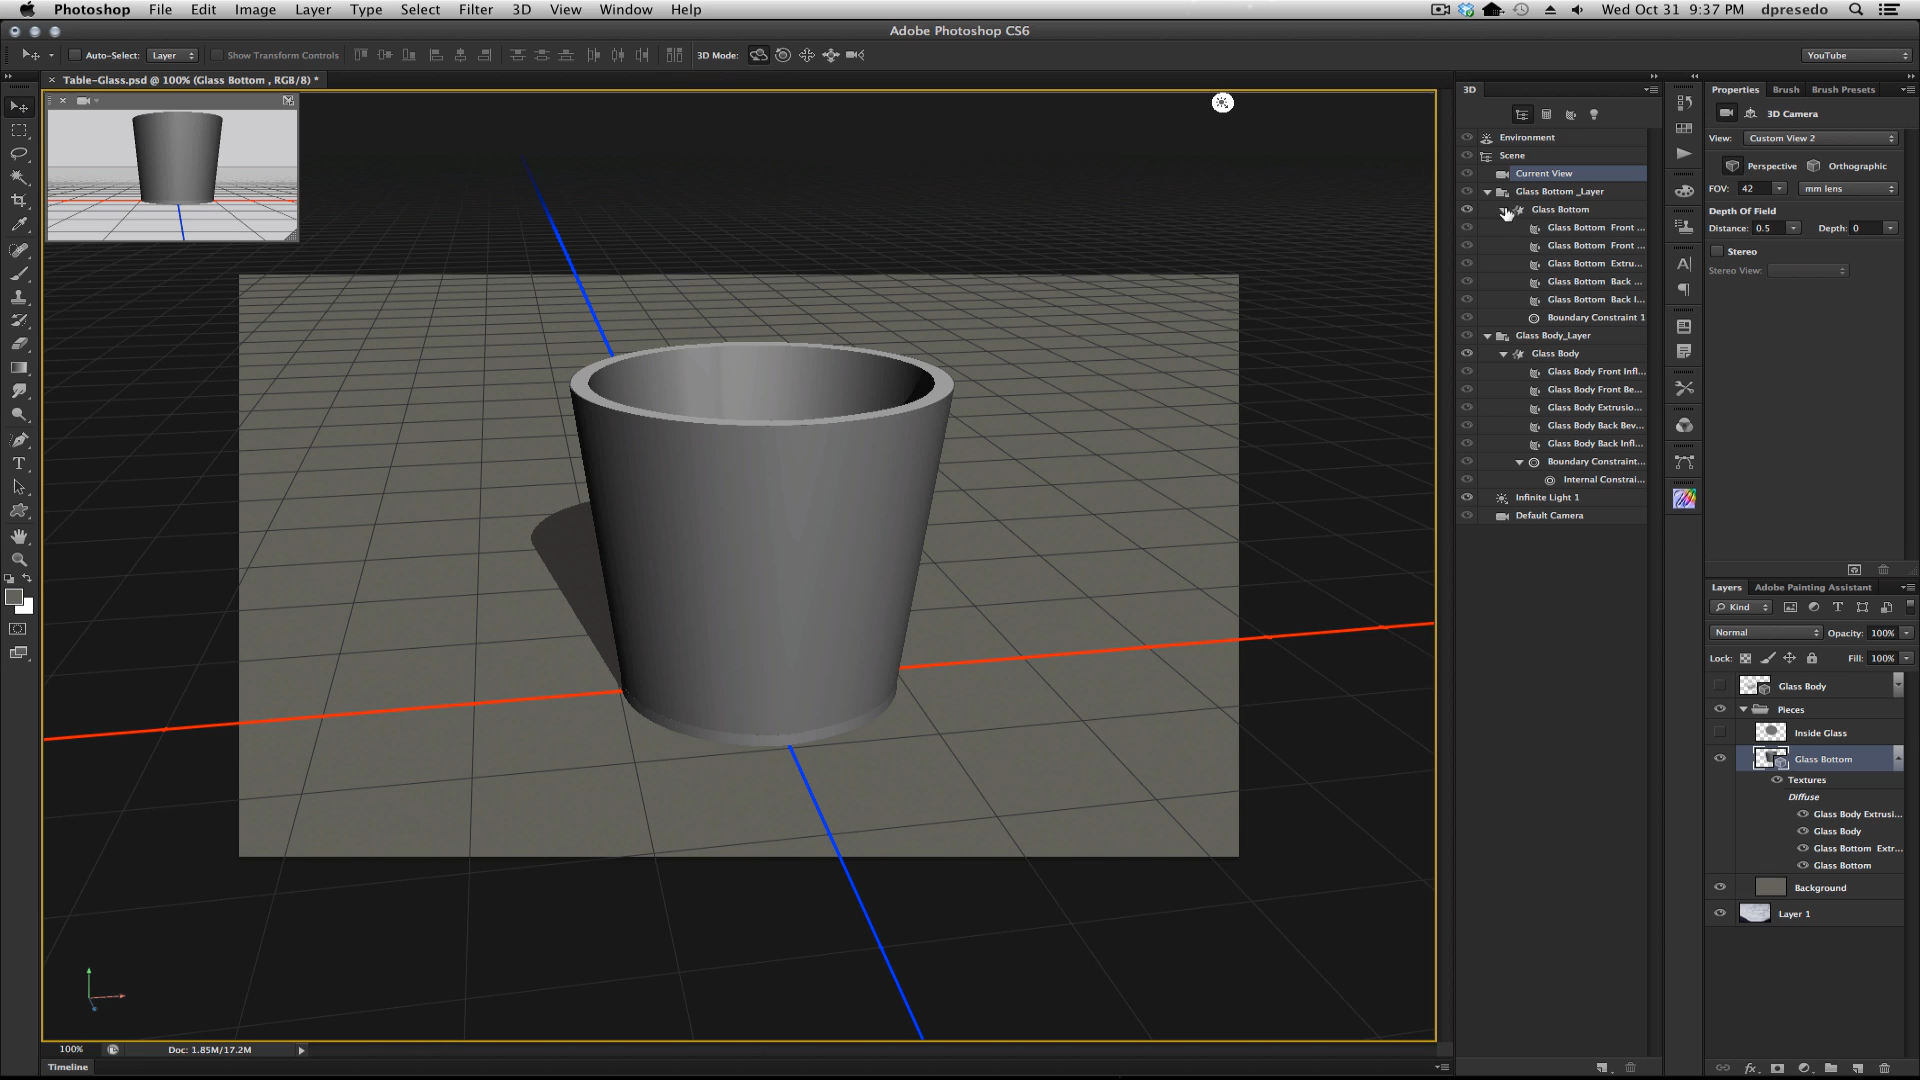 Photoshop File Edit Image Layer Type Select Filter 3D View Window Help Wed Oct 31 9:37 PM dpresedo
Adobe Photoshop CS6
Auto-Select: Layer Show Transform Controls 3D Mode: YouTube
Table-Glass.psd @ 100% (Glass Bottom , RGB/8) *
3D
Environment
Scene
Current View
Glass Bottom _Layer
Glass Bottom
Glass Bottom Front ...
Glass Bottom Front ...
Glass Bottom Extru...
Glass Bottom Back ...
Glass Bottom Back I...
Boundary Constraint 1
Glass Body_Layer
Glass Body
Glass Body Front Infl...
Glass Body Front Be...
Glass Body Extrusio...
Glass Body Back Bev...
Glass Body Back Infl...
Boundary Constraint...
Internal Constrai...
Infinite Light 1
Default Camera
Properties Brush Brush Presets
3D Camera
View: Custom View 2
Perspective Orthographic
FOV: 42 mm lens
Depth Of Field
Distance: 0.5 Depth: 0
Stereo
Stereo View:
Layers Adobe Painting Assistant
Kind
Normal Opacity: 100%
Lock: Fill: 100%
Glass Body
Pieces
Inside Glass
Glass Bottom
Textures
Diffuse
Glass Body Extrusi...
Glass Body
Glass Bottom Extr...
Glass Bottom
Background
Layer 1
100% Doc: 1.85M/17.2M
Timeline